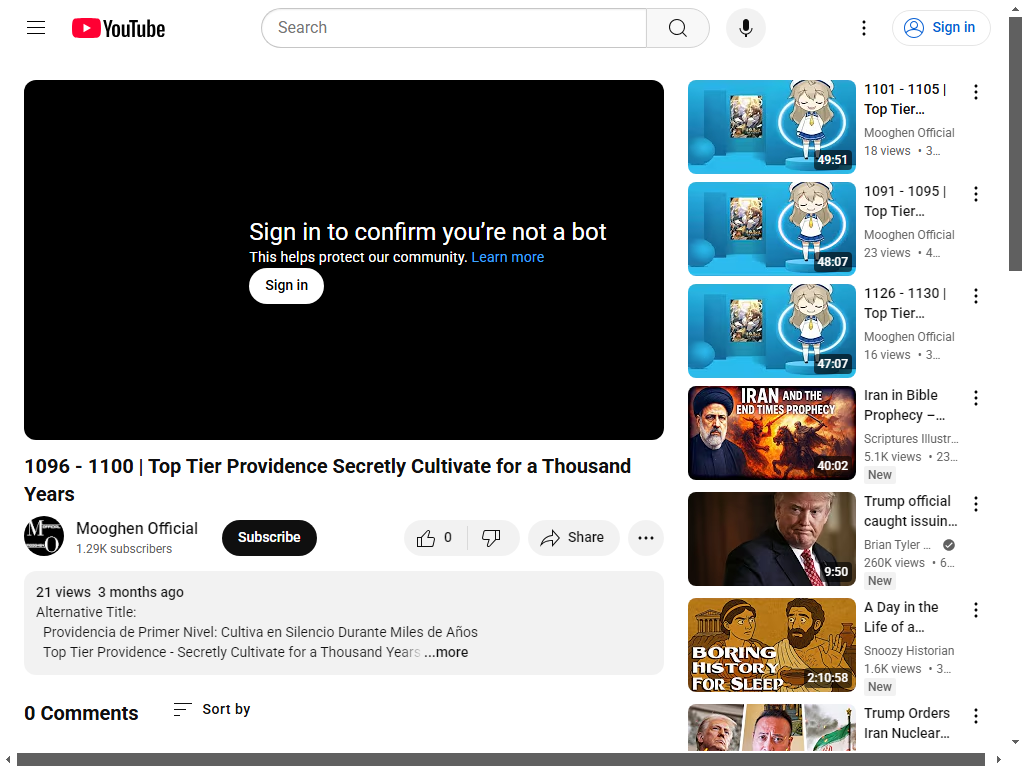 YouTube
Search
Sign in
Sign in to confirm you’re not a bot
This helps protect our community. Learn more
Sign in
1096 - 1100 | Top Tier Providence Secretly Cultivate for a Thousand
Years
Mooghen Official
1.29K subscribers
Subscribe
0
Share
21 views 3 months ago
Alternative Title:
Providencia de Primer Nivel: Cultiva en Silencio Durante Miles de Años
Top Tier Providence - Secretly Cultivate for a Thousand Years ...more
0 Comments
Sort by
49:51
1101 - 1105 |
Top Tier…
Mooghen Official
18 views • 3…
48:07
1091 - 1095 |
Top Tier…
Mooghen Official
23 views • 4…
47:07
1126 - 1130 |
Top Tier…
Mooghen Official
16 views • 3…
IRAN AND THE
END TIMES PROPHECY
40:02
Iran in Bible
Prophecy –…
Scriptures Illustr…
5.1K views • 23…
New
9:50
Trump official
caught issuin…
Brian Tyler …
260K views • 6…
New
BORING
HISTORY
FOR SLEEP
2:10:58
A Day in the
Life of a…
Snoozy Historian
1.6K views • 3…
New
Trump Orders
Iran Nuclear…